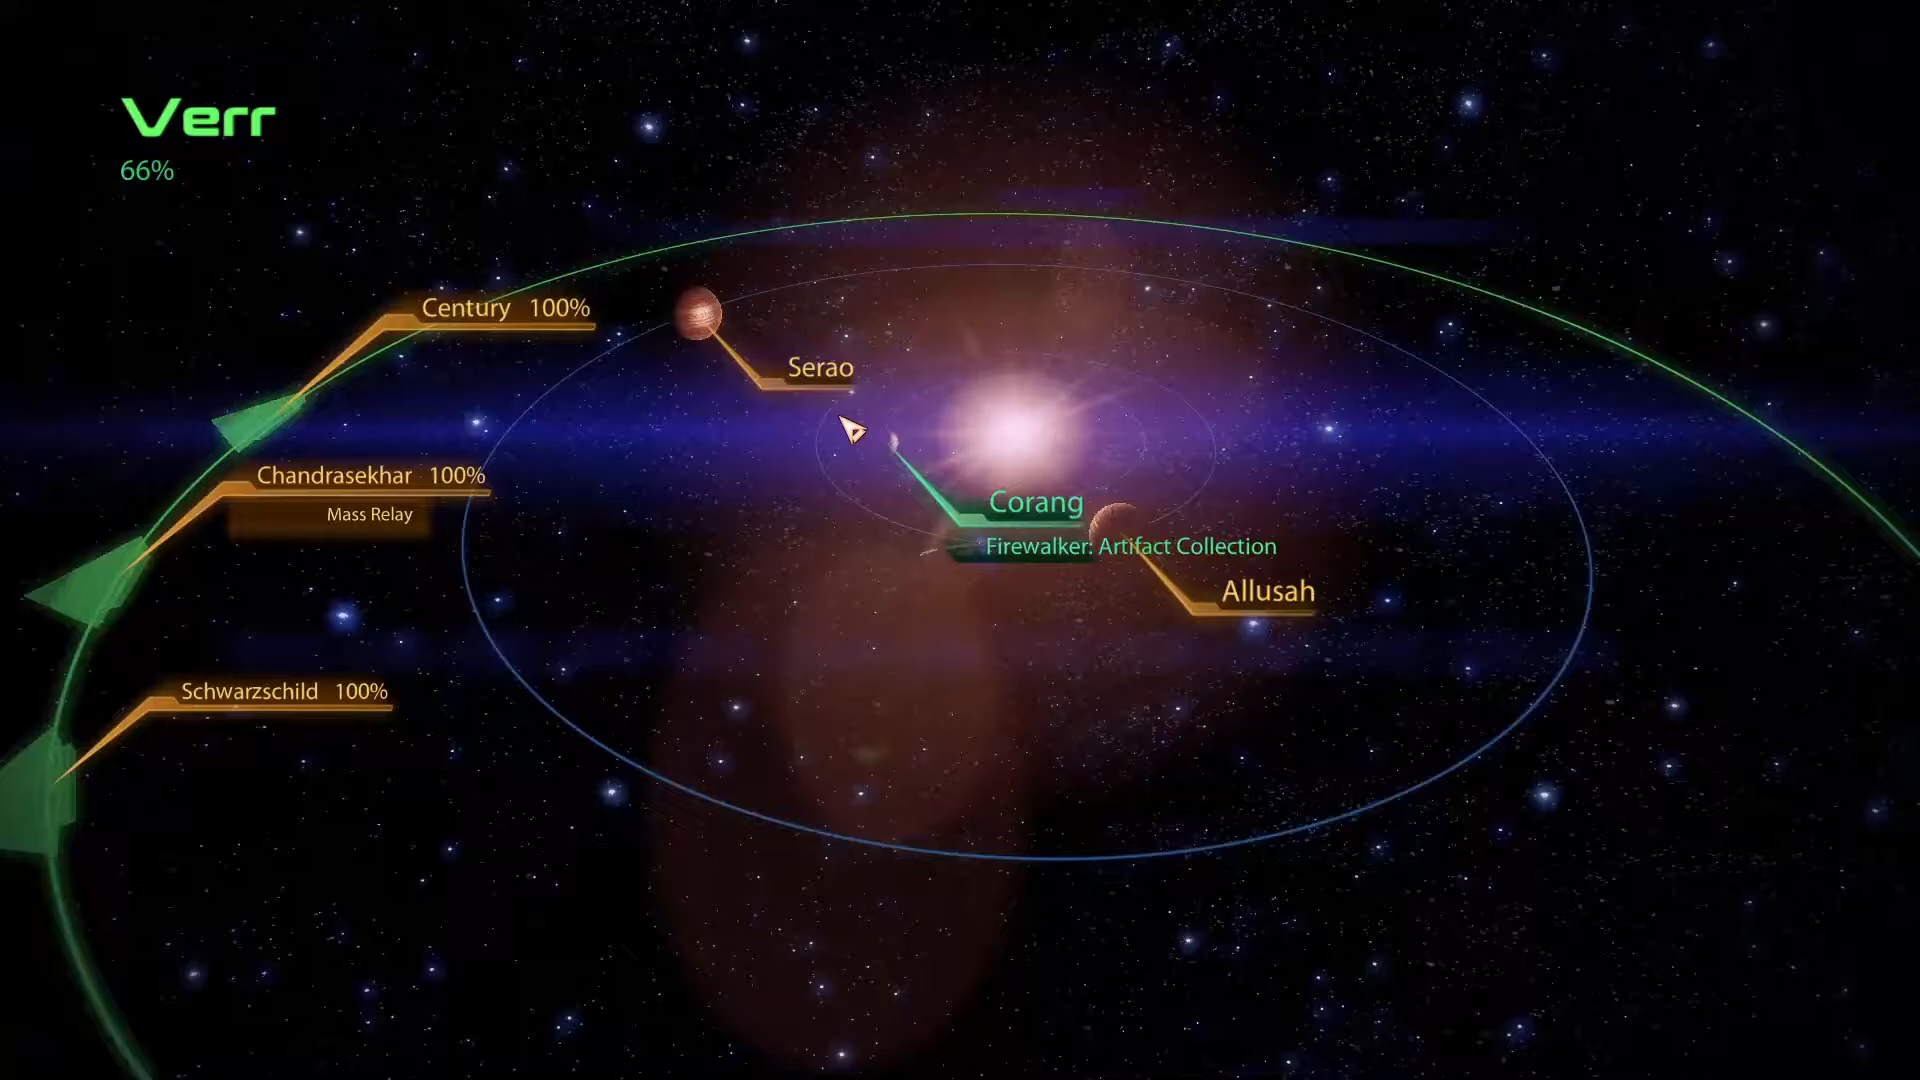 Verr
66%
Century 100%
Serao
Chandrasekhar 100%
Mass Relay
Corang
Firewalker: Artifact Collection
Allusah
Schwarzschild 100%